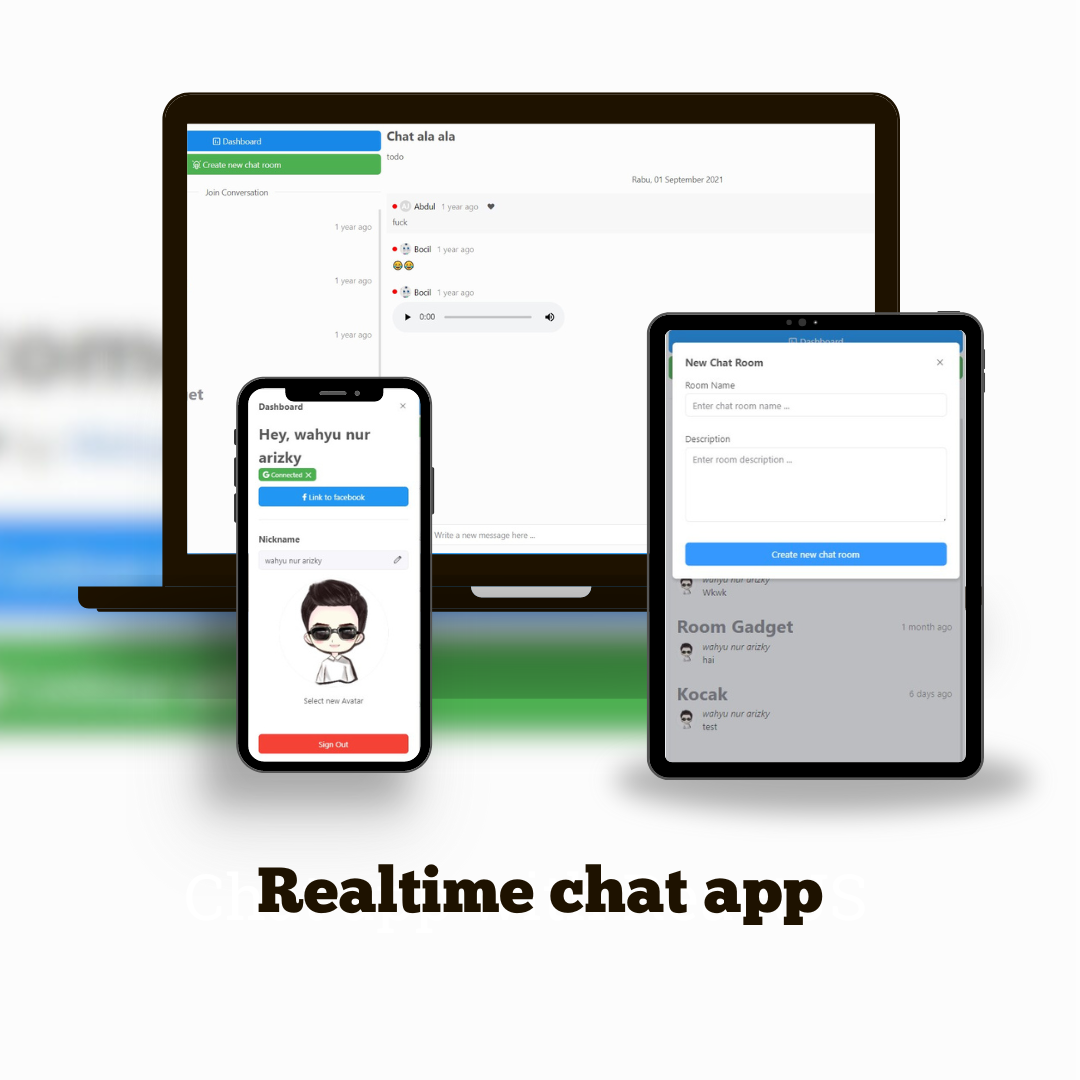 Dashboard
Create new chat room
Join Conversation
1 year ago
1 year ago
1 year ago
et
Chat ala ala
todo
Rabu, 01 September 2021
Abdul 1 year ago
fuck
Bocil 1 year ago
😂😂
Bocil 1 year ago
0:00
Write a new message here ...
Dashboard
Hey, wahyu nur
arizky
Connected
Link to facebook
Nickname
wahyu nur arizky
Select new Avatar
Sign Out
Dashboard
New Chat Room
Room Name
Enter chat room name ...
Description
Enter room description ...
Create new chat room
wahyu nur arizky
Wkwk
Room Gadget 1 month ago
wahyu nur arizky
hai
Kocak 6 days ago
wahyu nur arizky
test
Realtime chat app